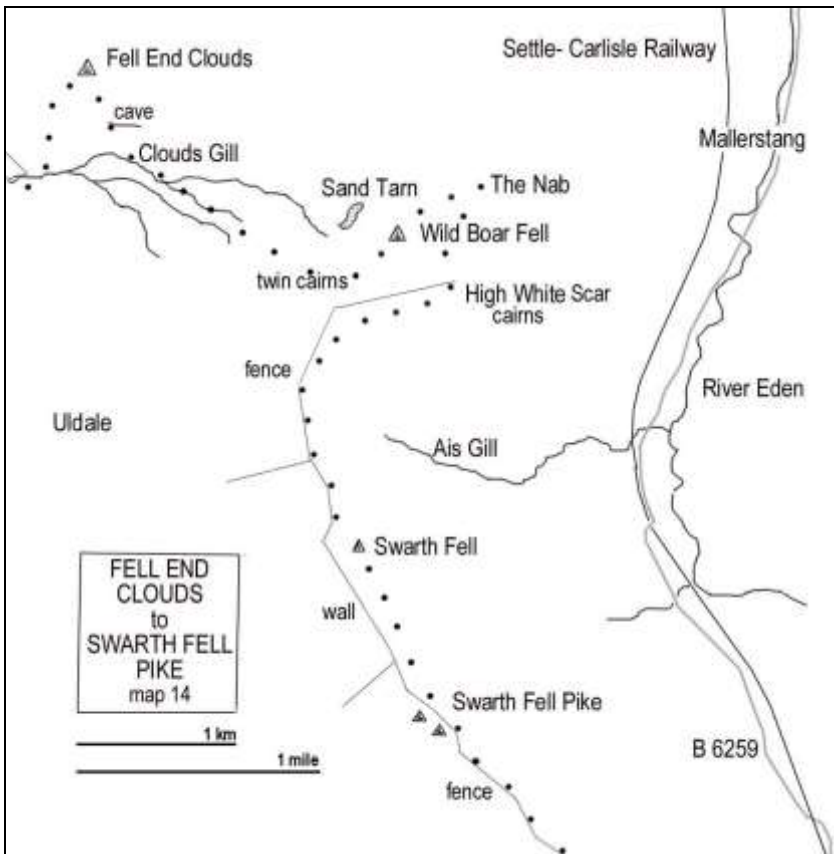 Settle- Carlisle Railway
Fell End Clouds
cave
Mallerstang
Clouds Gill
Sand Tarn
The Nab
Wild Boar Fell
twin cairns
High White Scar
cairns
fence
River Eden
Uldale
Ais Gill
Swarth Fell
FELL END
CLOUDS
to
SWARTH FELL
PIKE
map 14
wall
Swarth Fell Pike
1 km
B 6259
1 mile
fence